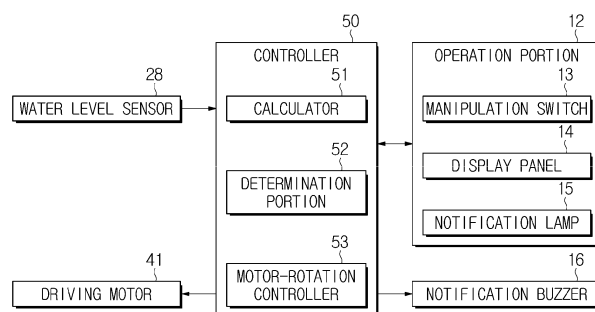 50
CONTROLLER
51
CALCULATOR
52
DETERMINATION
PORTION
53
MOTOR-ROTATION
CONTROLLER
28
WATER LEVEL SENSOR
41
DRIVING MOTOR
12
OPERATION PORTION
13
MANIPULATION SWITCH
14
DISPLAY PANEL
15
NOTIFICATION LAMP
16
NOTIFICATION BUZZER